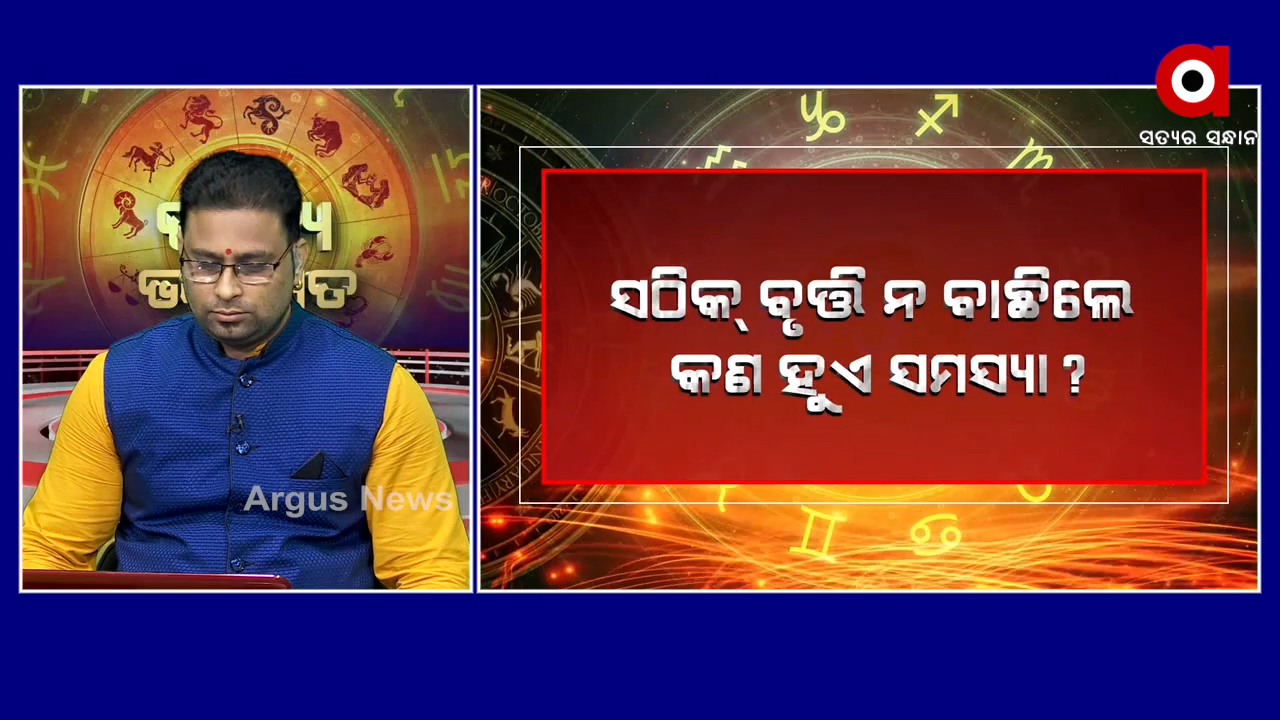 ସତ୍ୟର ସନ୍ଧାନ
ସଠିକ୍ ବୃତ୍ତି ନ ବାଛିଲେ
କଣ ହୁଏ ସମସ୍ୟା ?
Argus News